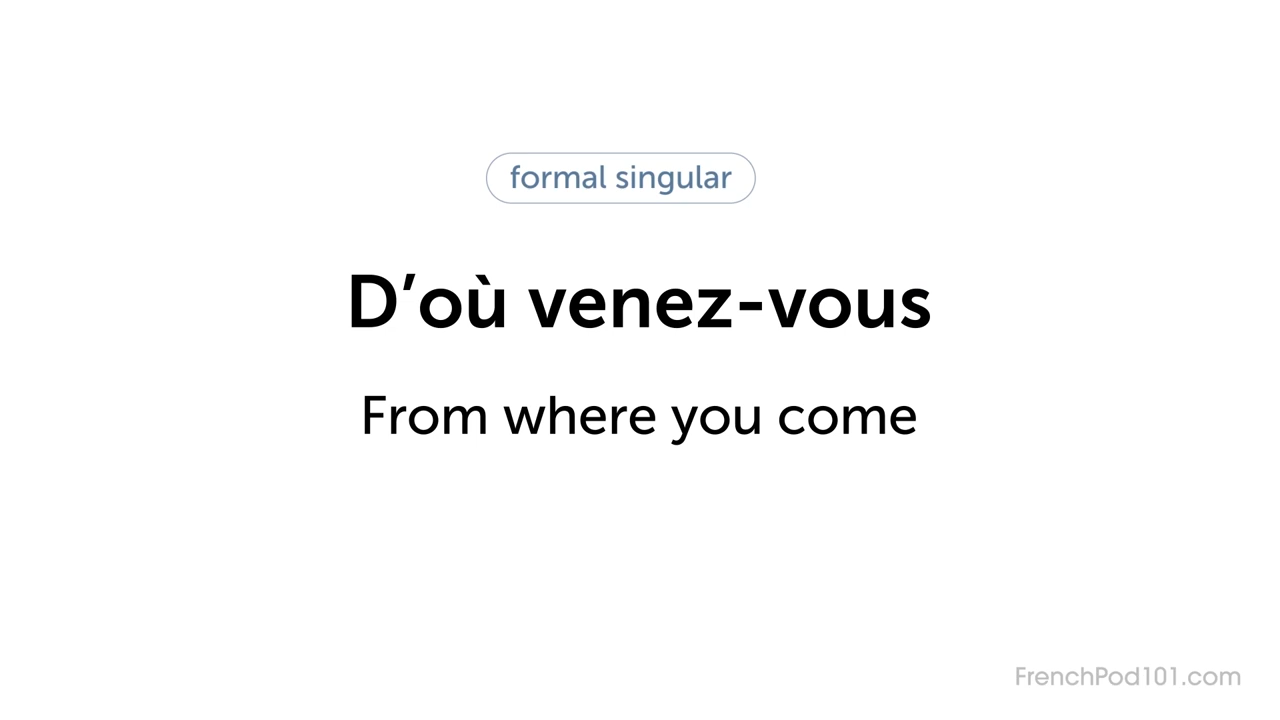 formal singular
D’où venez-vous
From where you come
FrenchPod101.com